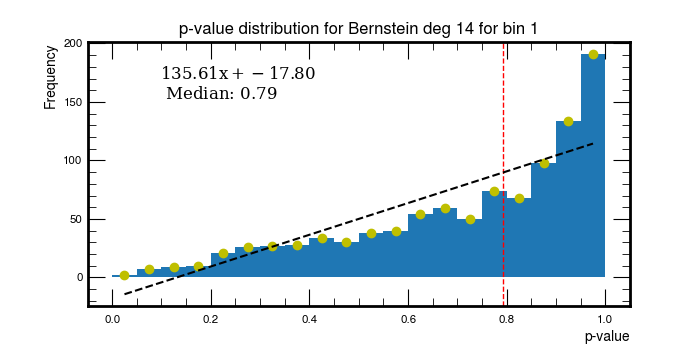 p-value distribution for Bernstein deg 14 for bin 1
Frequency
200
150
100
50
0
135.61x + −17.80
Median: 0.79
0.0 0.2 0.4 0.6 0.8 1.0
p-value